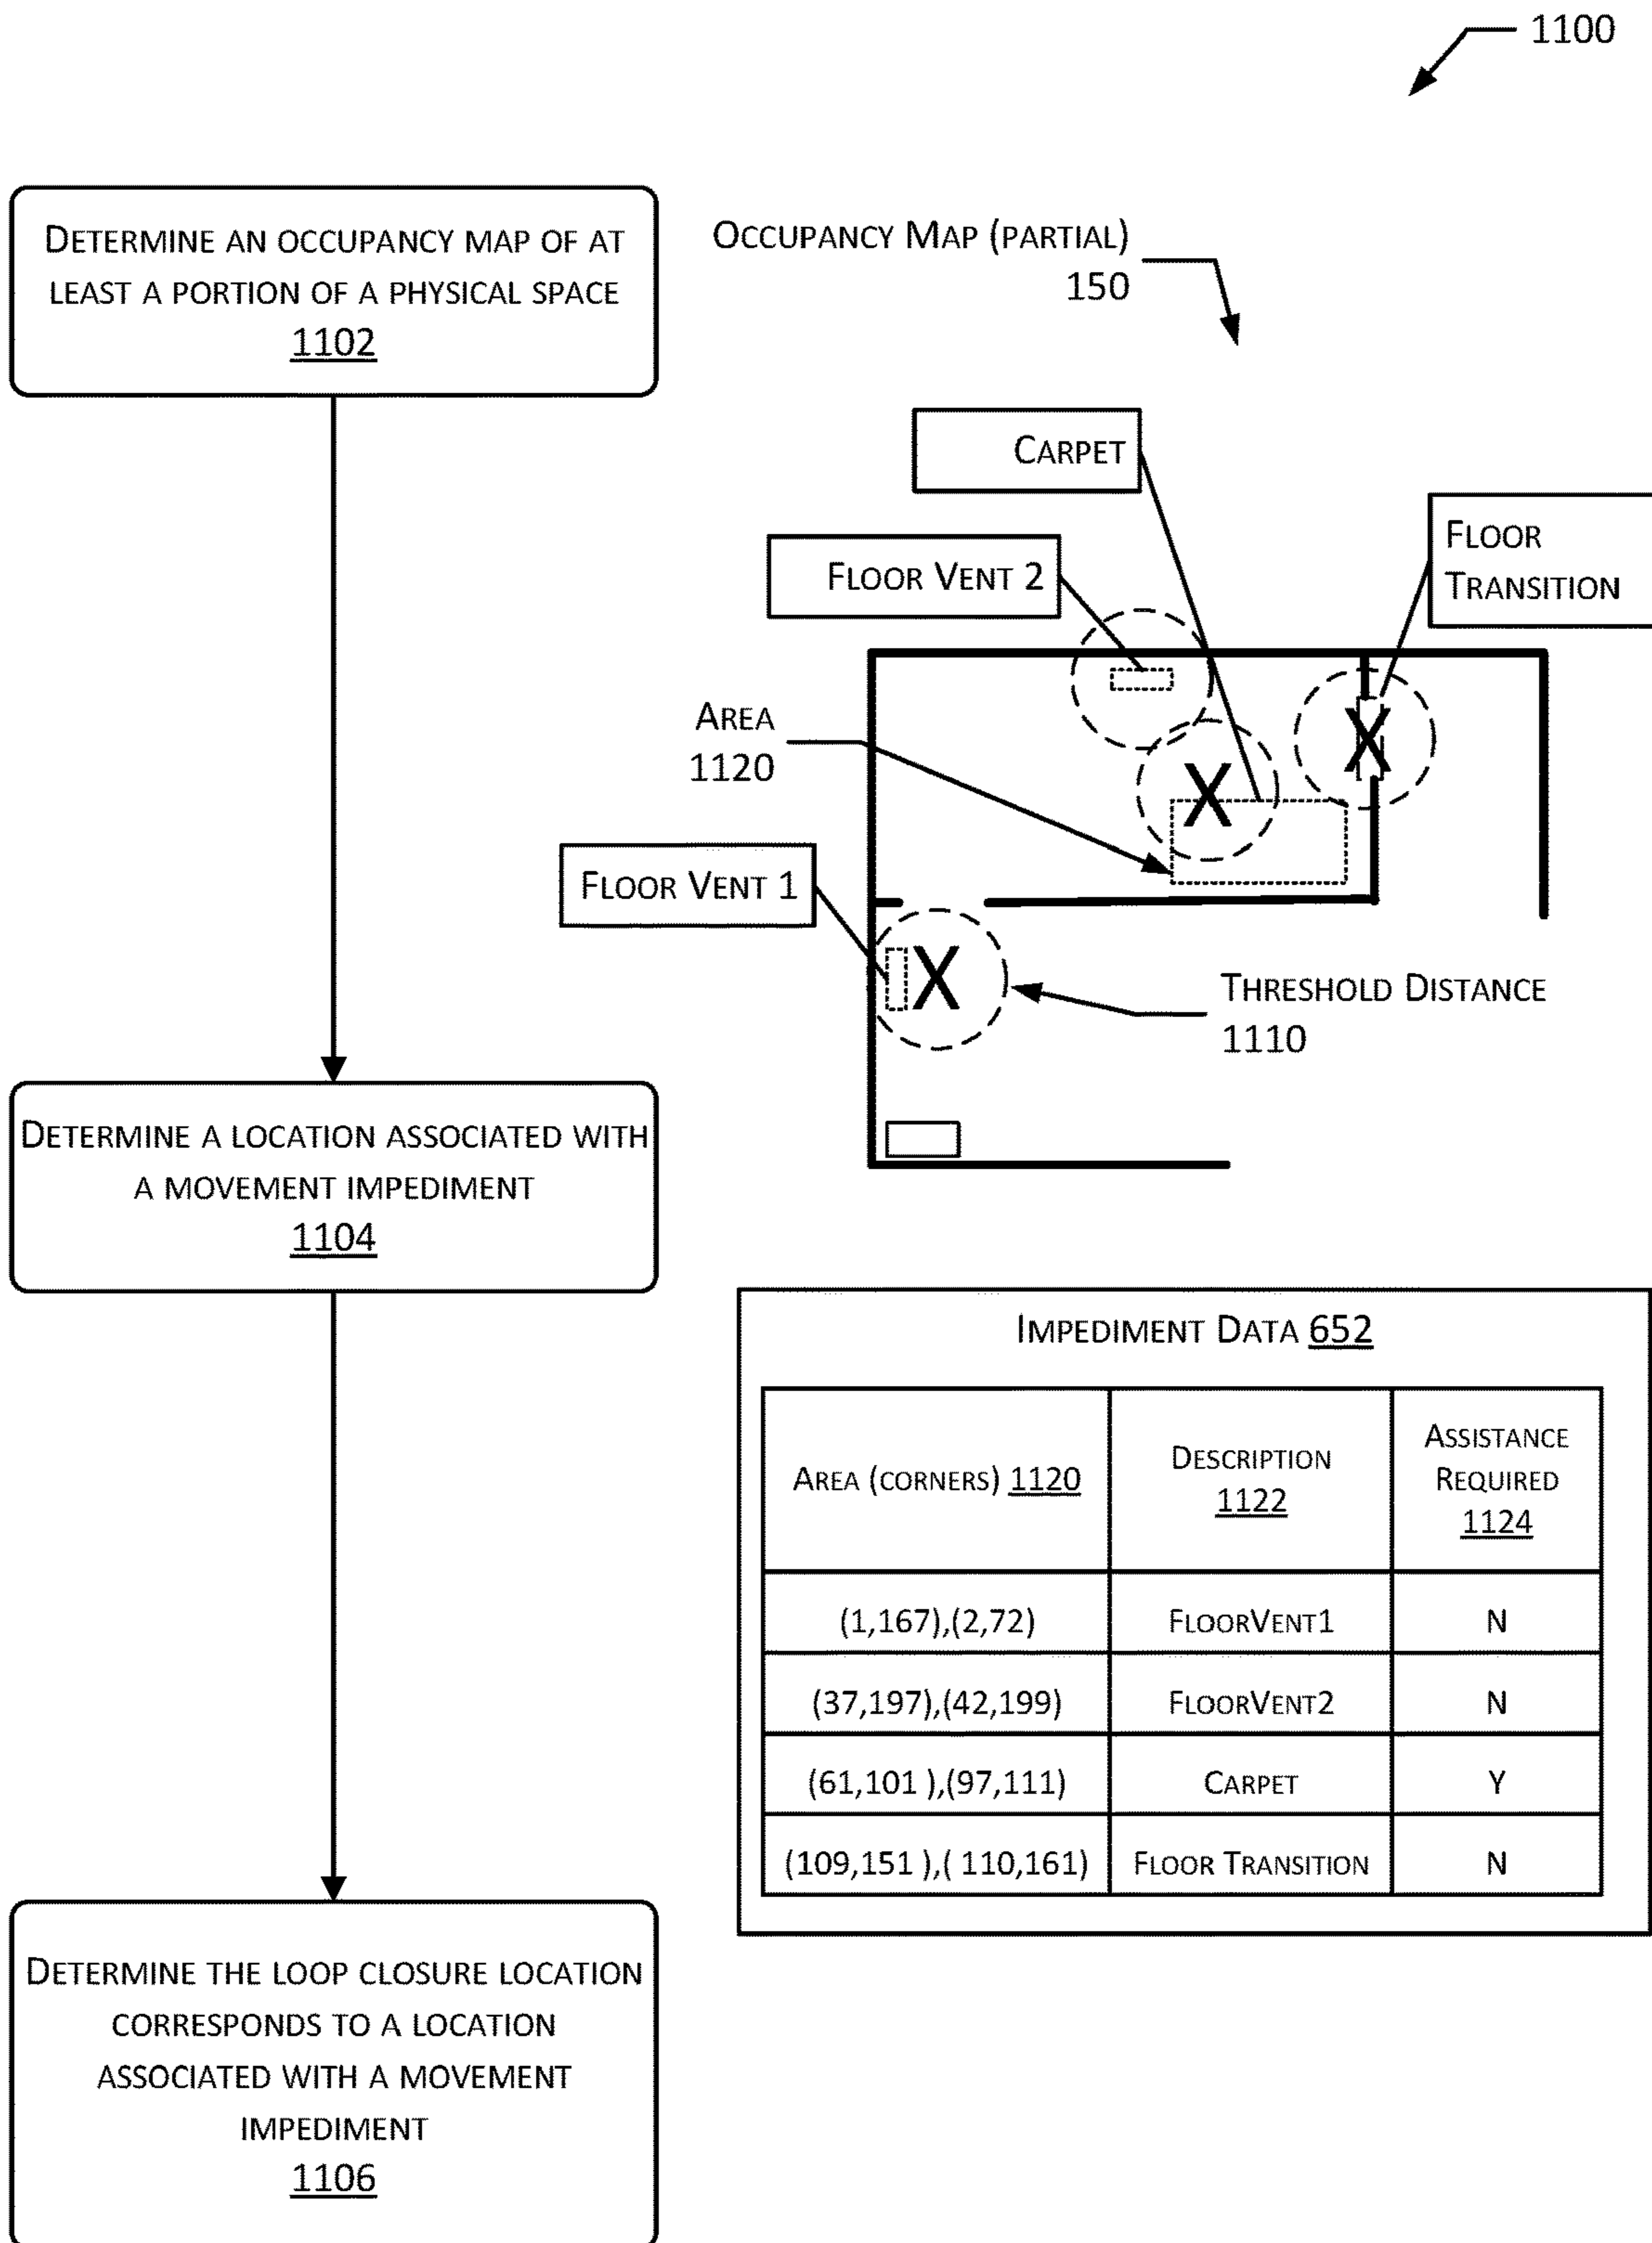 1100
DETERMINE AN OCCUPANCY MAP OF AT
LEAST A PORTION OF A PHYSICAL SPACE
1102
OCCUPANCY MAP (PARTIAL)
150
CARPET
FLOOR
TRANSITION
FLOOR VENT 2
AREA
1120
FLOOR VENT 1
X
X
X
THRESHOLD DISTANCE
1110
DETERMINE A LOCATION ASSOCIATED WITH
A MOVEMENT IMPEDIMENT
1104
IMPEDIMENT DATA 652
AREA (CORNERS) 1120
DESCRIPTION
1122
ASSISTANCE
REQUIRED
1124
(1,167),(2,72)
FLOORVENT1
N
(37,197),(42,199)
FLOORVENT2
N
(61,101 ),(97,111)
CARPET
Y
(109,151 ),( 110,161)
FLOOR TRANSITION
N
DETERMINE THE LOOP CLOSURE LOCATION
CORRESPONDS TO A LOCATION
ASSOCIATED WITH A MOVEMENT
IMPEDIMENT
1106